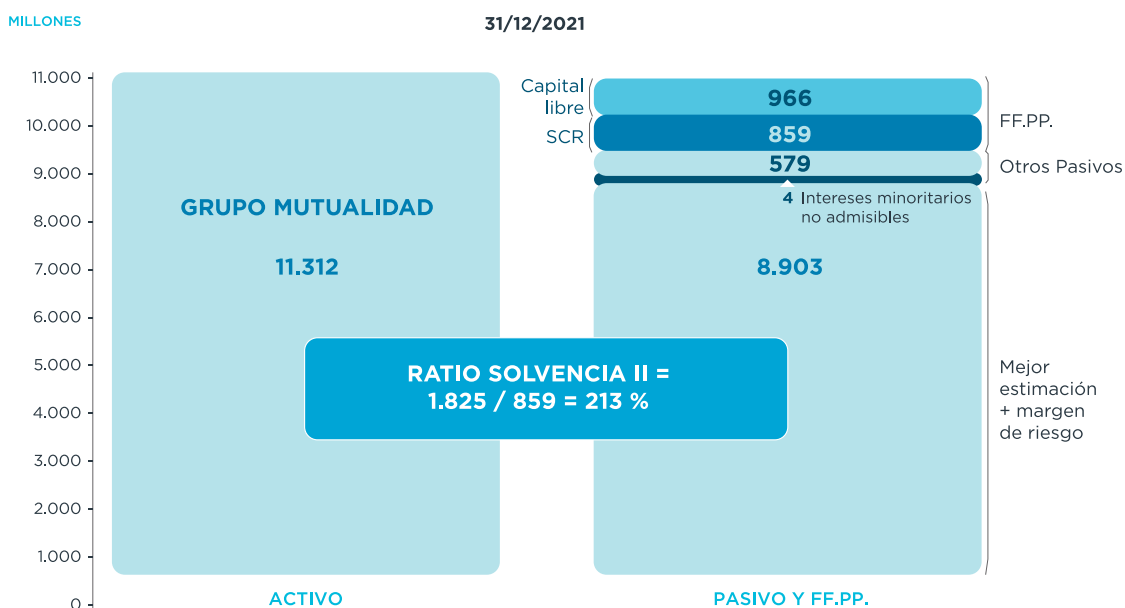 MILLONES
31/12/2021
11.000
10.000
9.000
8.000
7.000
6.000
5.000
4.000
3.000
2.000
1.000
0
GRUPO MUTUALIDAD
11.312
ACTIVO
Capital
libre
SCR
966
859
579
4 Intereses minoritarios
no admisibles
8.903
PASIVO Y FF.PP.
FF.PP.
Otros Pasivos
Mejor
estimación
+ margen
de riesgo
RATIO SOLVENCIA II =
1.825 / 859 = 213 %